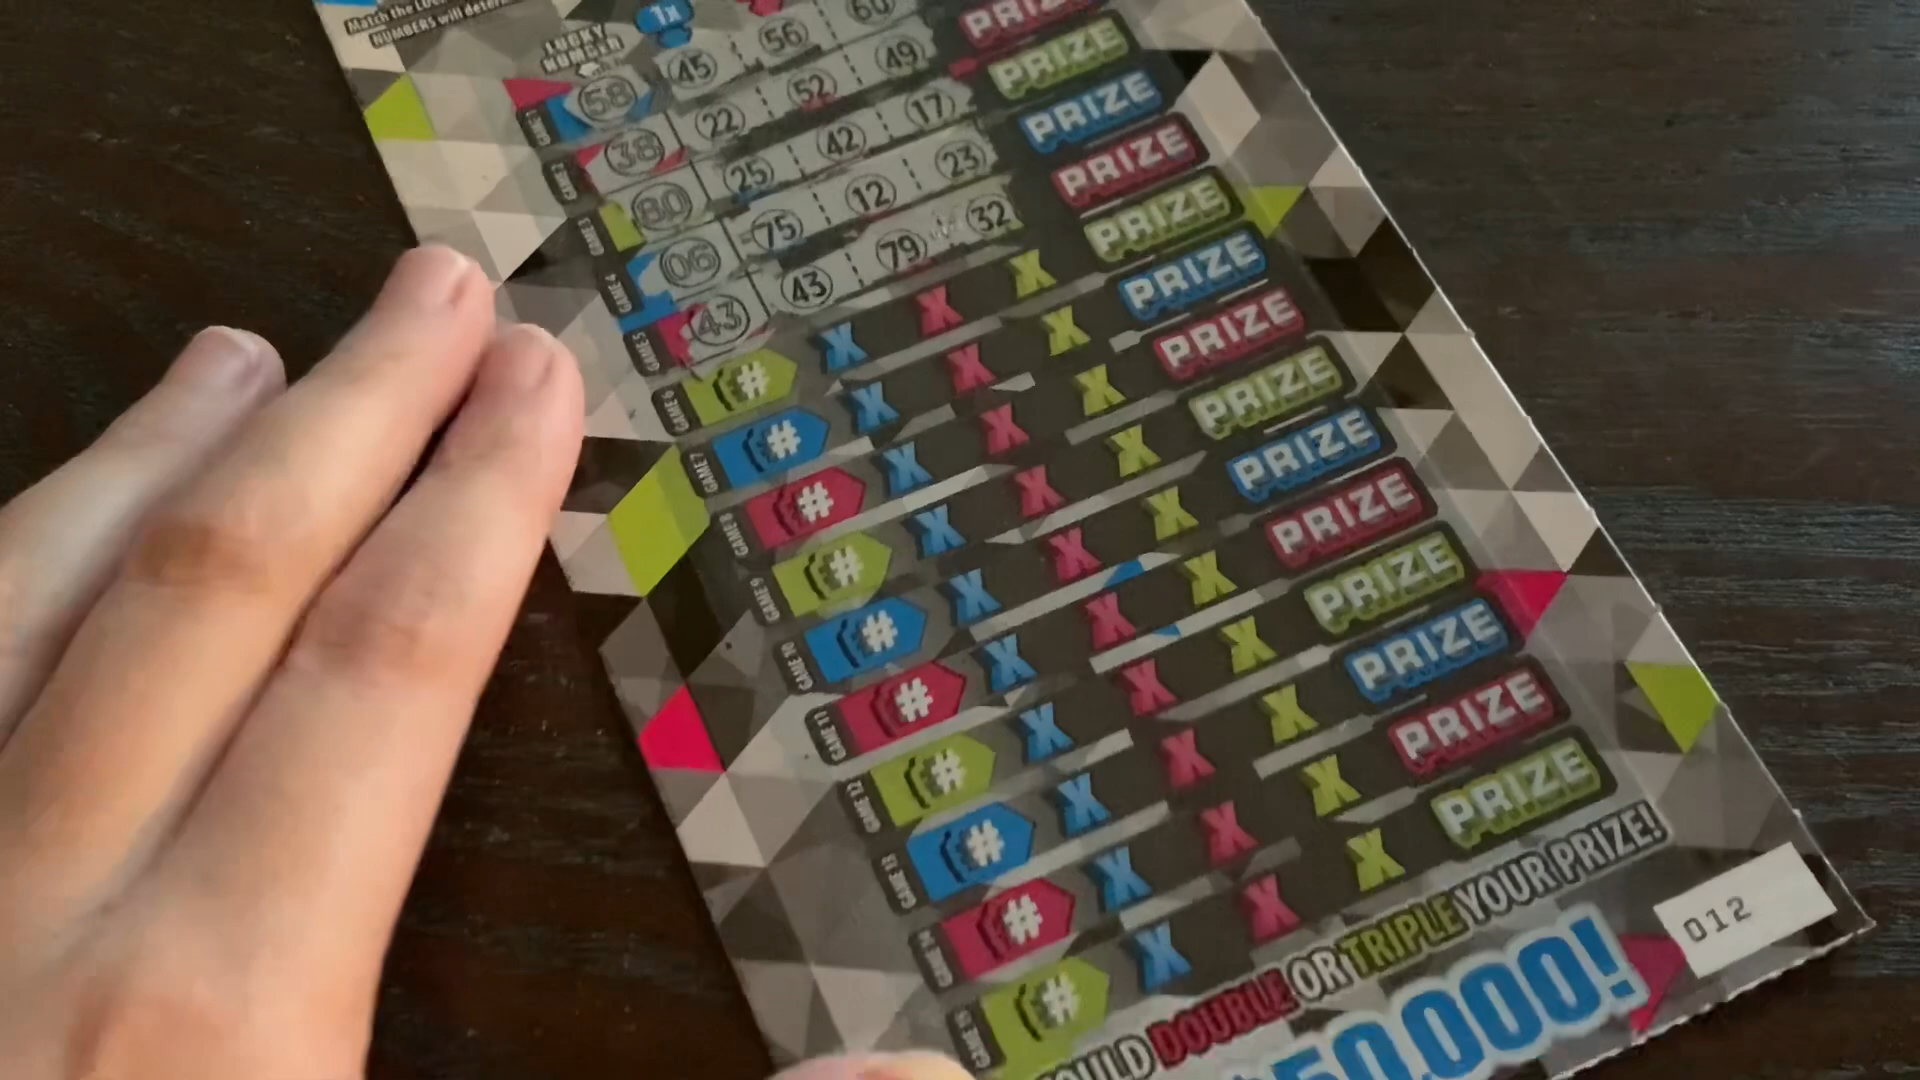 Match the
NUMBERS will
LUCKY
NUMBER
1x
60 PRIZE
GAME 1 58 45 56 49 PRIZE
GAME 2 38 22 52 17 PRIZE
GAME 3 80 25 42 23 PRIZE
GAME 4 06 75 12 32 PRIZE
GAME 5 43 43 79 X PRIZE
GAME 6 # X X X PRIZE
GAME 7 # X X X PRIZE
GAME 8 # X X X PRIZE
GAME 9 # X X X PRIZE
GAME 10 # X X X PRIZE
GAME 11 # X X X PRIZE
GAME 12 # X X X PRIZE
GAME 13 # X X X PRIZE
GAME 14 # X X X PRIZE
GAME 15 # X X
DOUBLE OR TRIPLE YOUR PRIZE!
50,000!
012